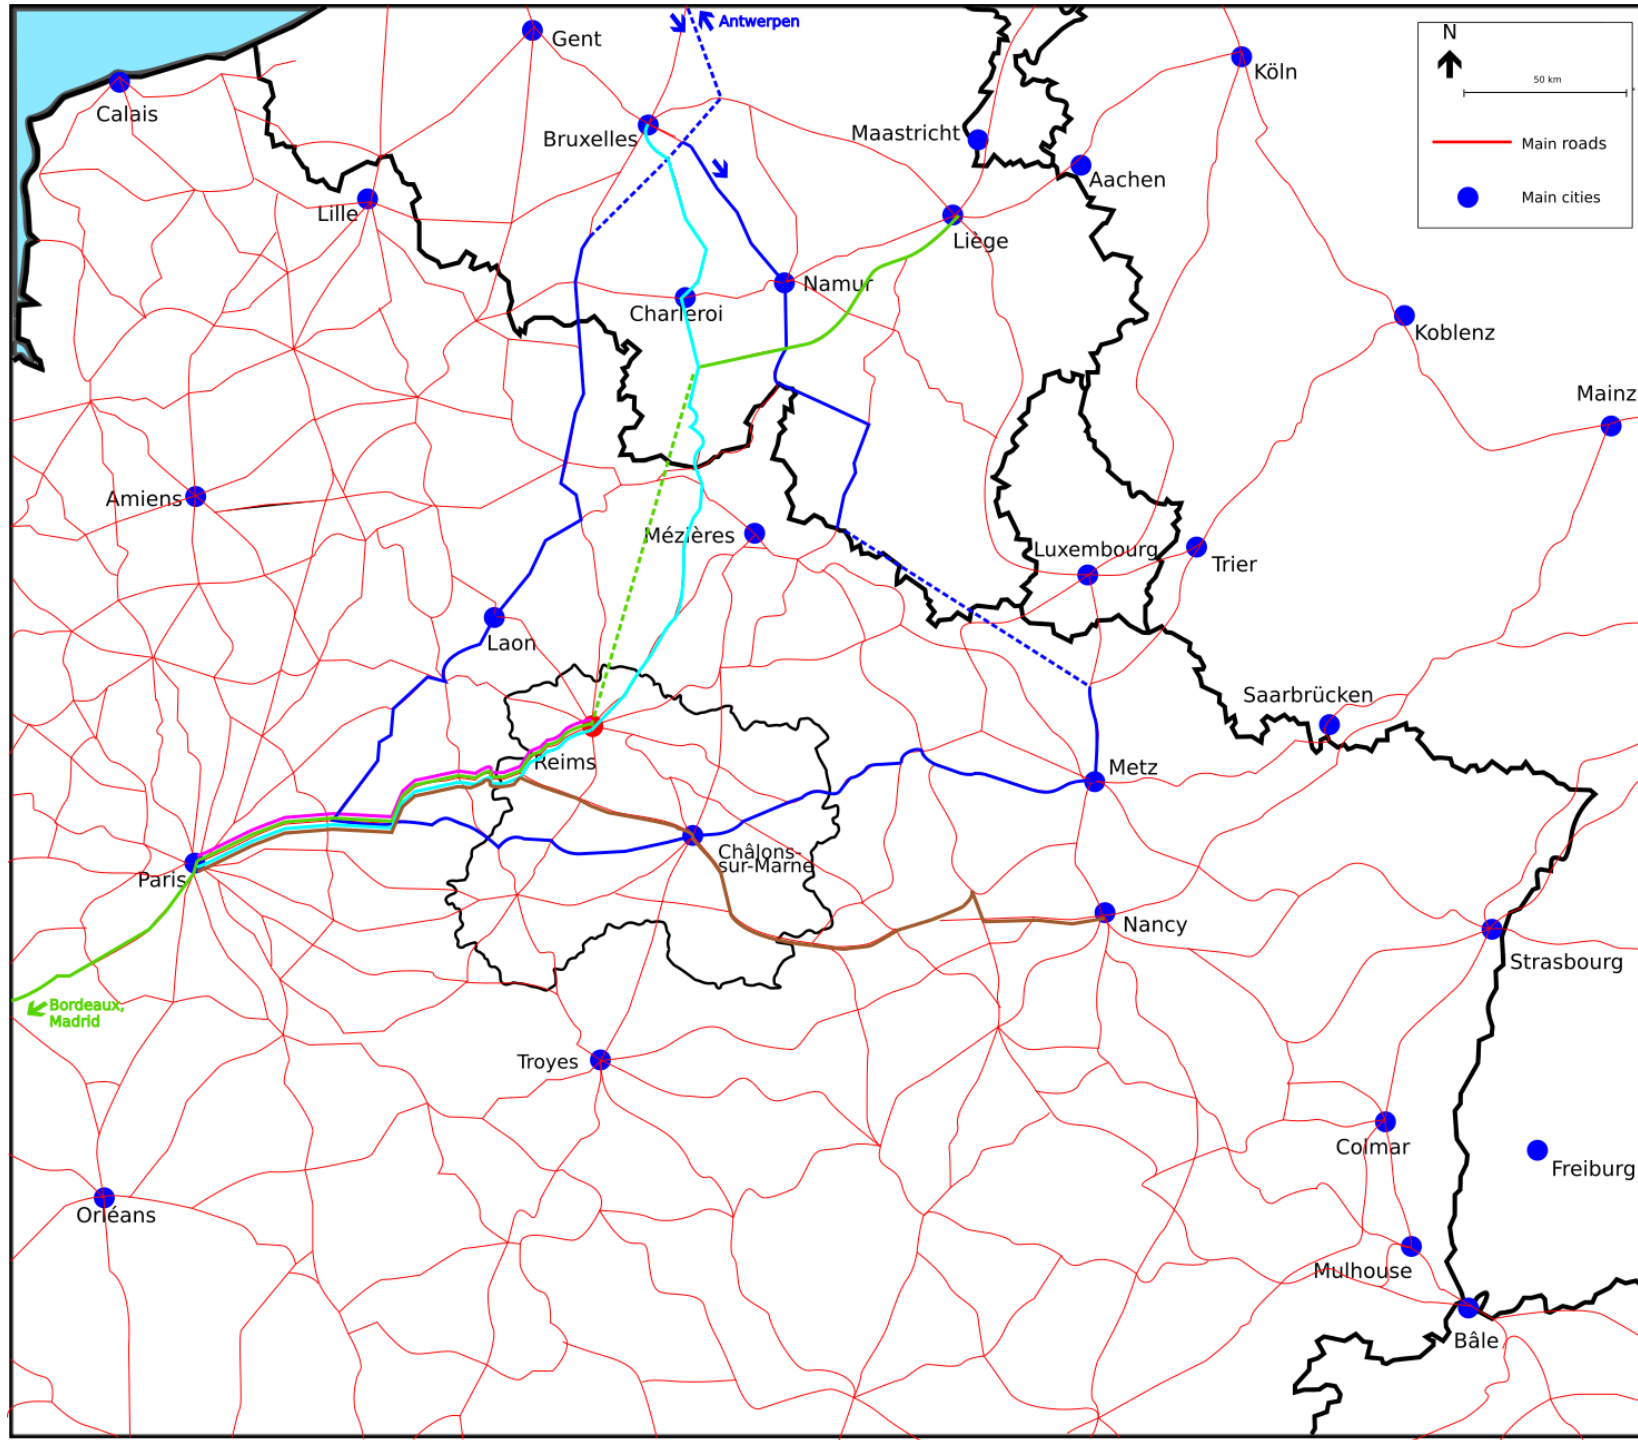 Antwerpen
Gent
N
Köln
50 km
Calais
Bruxelles
Maastricht
Main roads
Aachen
Main cities
Lille
Liège
Namur
Charleroi
Koblenz
Mainz
Amiens
Mézières
Luxembourg
Trier
Laon
Saarbrücken
Reims
Metz
Châlons-
sur-Marne
Paris
Nancy
Strasbourg
Bordeaux,
Madrid
Troyes
Colmar
Freiburg
Orléans
Mulhouse
Bâle